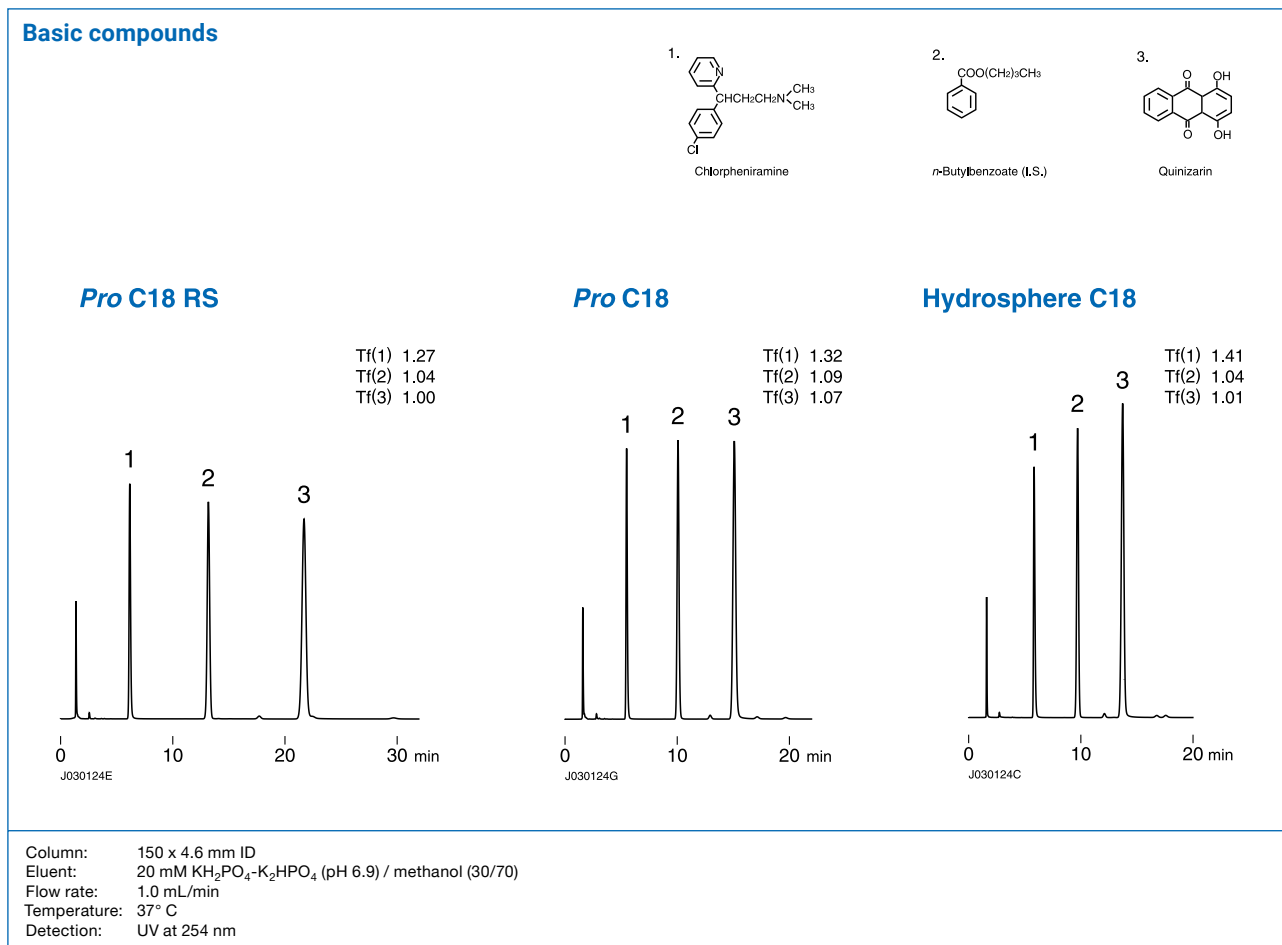 Basic compounds
1.
N
CHCH₂CH₂N
CH₃
CH₃
Cl
Chlorpheniramine
2.
COO(CH₂)₃CH₃
n-Butylbenzoate (I.S.)
3.
O
OH
O
OH
Quinizarin
Pro C18 RS
Tf(1) 1.27
Tf(2) 1.04
Tf(3) 1.00
1
2
3
0 10 20 30 min
J030124E
Pro C18
Tf(1) 1.32
Tf(2) 1.09
Tf(3) 1.07
1
2
3
0 10 20 min
J030124G
Hydrosphere C18
Tf(1) 1.41
Tf(2) 1.04
Tf(3) 1.01
1
2
3
0 10 20 min
J030124C
Column: 150 x 4.6 mm ID
Eluent: 20 mM KH₂PO₄-K₂HPO₄ (pH 6.9) / methanol (30/70)
Flow rate: 1.0 mL/min
Temperature: 37° C
Detection: UV at 254 nm